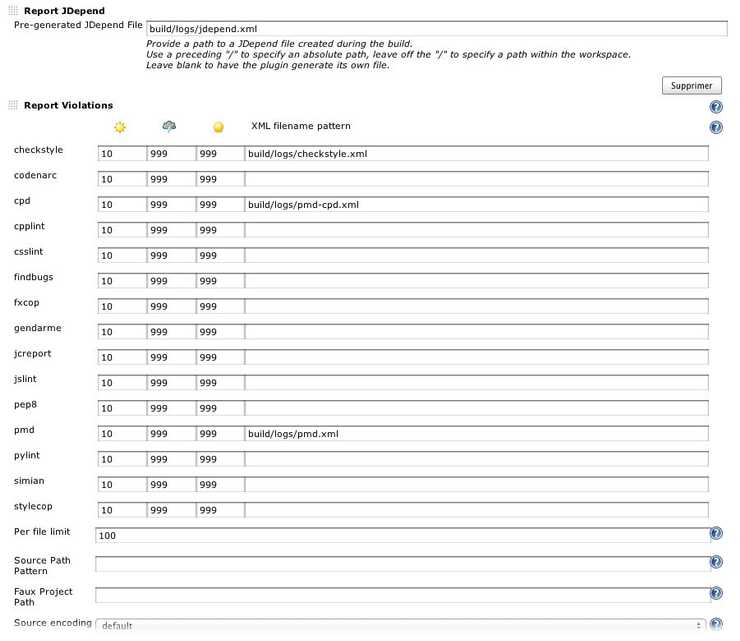 Report JDepend
Pre-generated JDepend File build/logs/jdepend.xml
Provide a path to a JDepend file created during the build.
Use a preceding "/" to specify an absolute path, leave off the "/" to specify a path within the workspace.
Leave blank to have the plugin generate its own file.
Supprimer
Report Violations
XML filename pattern
checkstyle 10 999 999 build/logs/checkstyle.xml
codenarc 10 999 999
cpd 10 999 999 build/logs/pmd-cpd.xml
cpplint 10 999 999
csslint 10 999 999
findbugs 10 999 999
fxcop 10 999 999
gendarme 10 999 999
jcreport 10 999 999
jslint 10 999 999
pep8 10 999 999
pmd 10 999 999 build/logs/pmd.xml
pylint 10 999 999
simian 10 999 999
stylecop 10 999 999
Per file limit 100
Source Path
Pattern
Faux Project
Path
Source encoding default